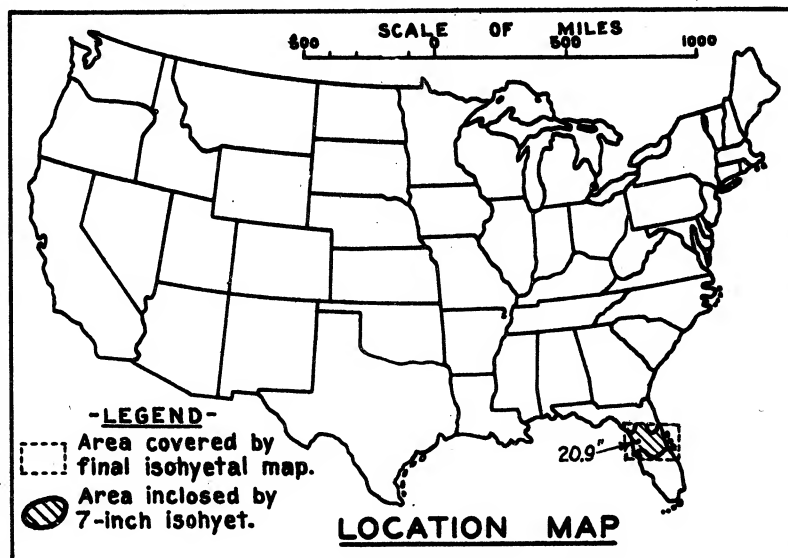 SCALE OF MILES
500 0 500 1000
-LEGEND-
Area covered by
final isohyetal map.
Area inclosed by
7-inch isohyet.
20.9"
LOCATION MAP